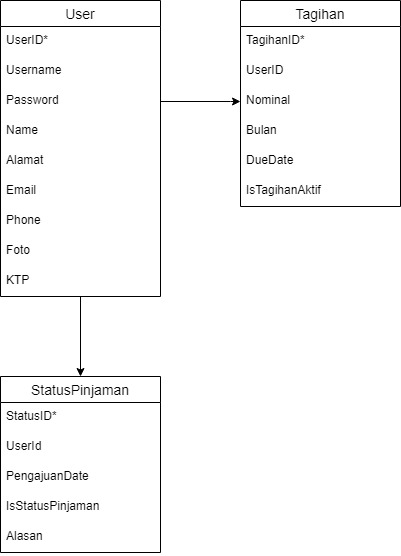 User
UserID*
Username
Password
Name
Alamat
Email
Phone
Foto
KTP
Tagihan
TagihanID*
UserID
Nominal
Bulan
DueDate
IsTagihanAktif
StatusPinjaman
StatusID*
UserId
PengajuanDate
IsStatusPinjaman
Alasan